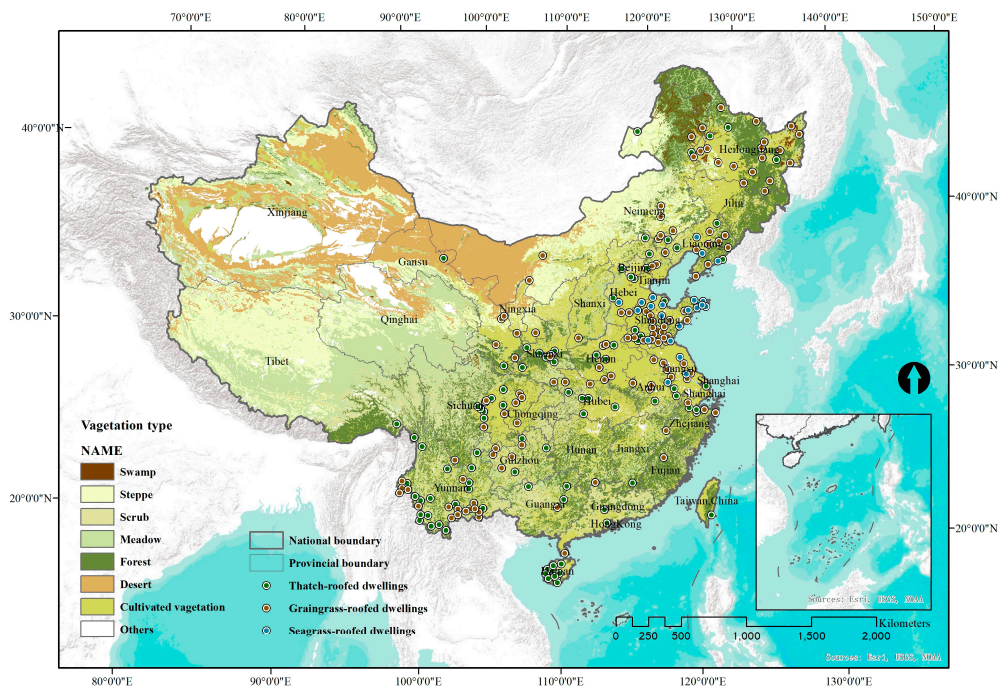 70°0'0"E 80°0'0"E 90°0'0"E 100°0'0"E 110°0'0"E 120°0'0"E 130°0'0"E 140°0'0"E 150°0'0"E
40°0'0"N
Heilongjiang
40°0'0"N
Jilin
Xinjiang
Neimeng
Liaoning
Gansu
Beijing
Tianjin
Hebei
Shanxi
Ningxia
30°0'0"N
Qinghai
Shandong
Tibet
Henan
30°0'0"N
Jiangsu
Shanghai
Anhui
Shanghai
Sichuan
Chongqing
Hubei
Zhejiang
Vegetation type
NAME
Swamp
Steppe
Scrub
Meadow
Forest
Desert
Cultivated vagetation
Others
Hunan
Jiangxi
Guizhou
Fujian
20°0'0"N
Yunnan
Guangxi
Guangdong
Taiwan,China
HongKong
20°0'0"N
National boundary
Provincial boundary
Thatch-roofed dwellings
Graingrass-roofed dwellings
Seagrass-roofed dwellings
Hainan
Sources: Esri, USGS, NOAA
Kilometers
0 250 500 1,000 1,500 2,000
Sources: Esri, USGS, NOAA
80°0'0"E 90°0'0"E 100°0'0"E 110°0'0"E 120°0'0"E 130°0'0"E